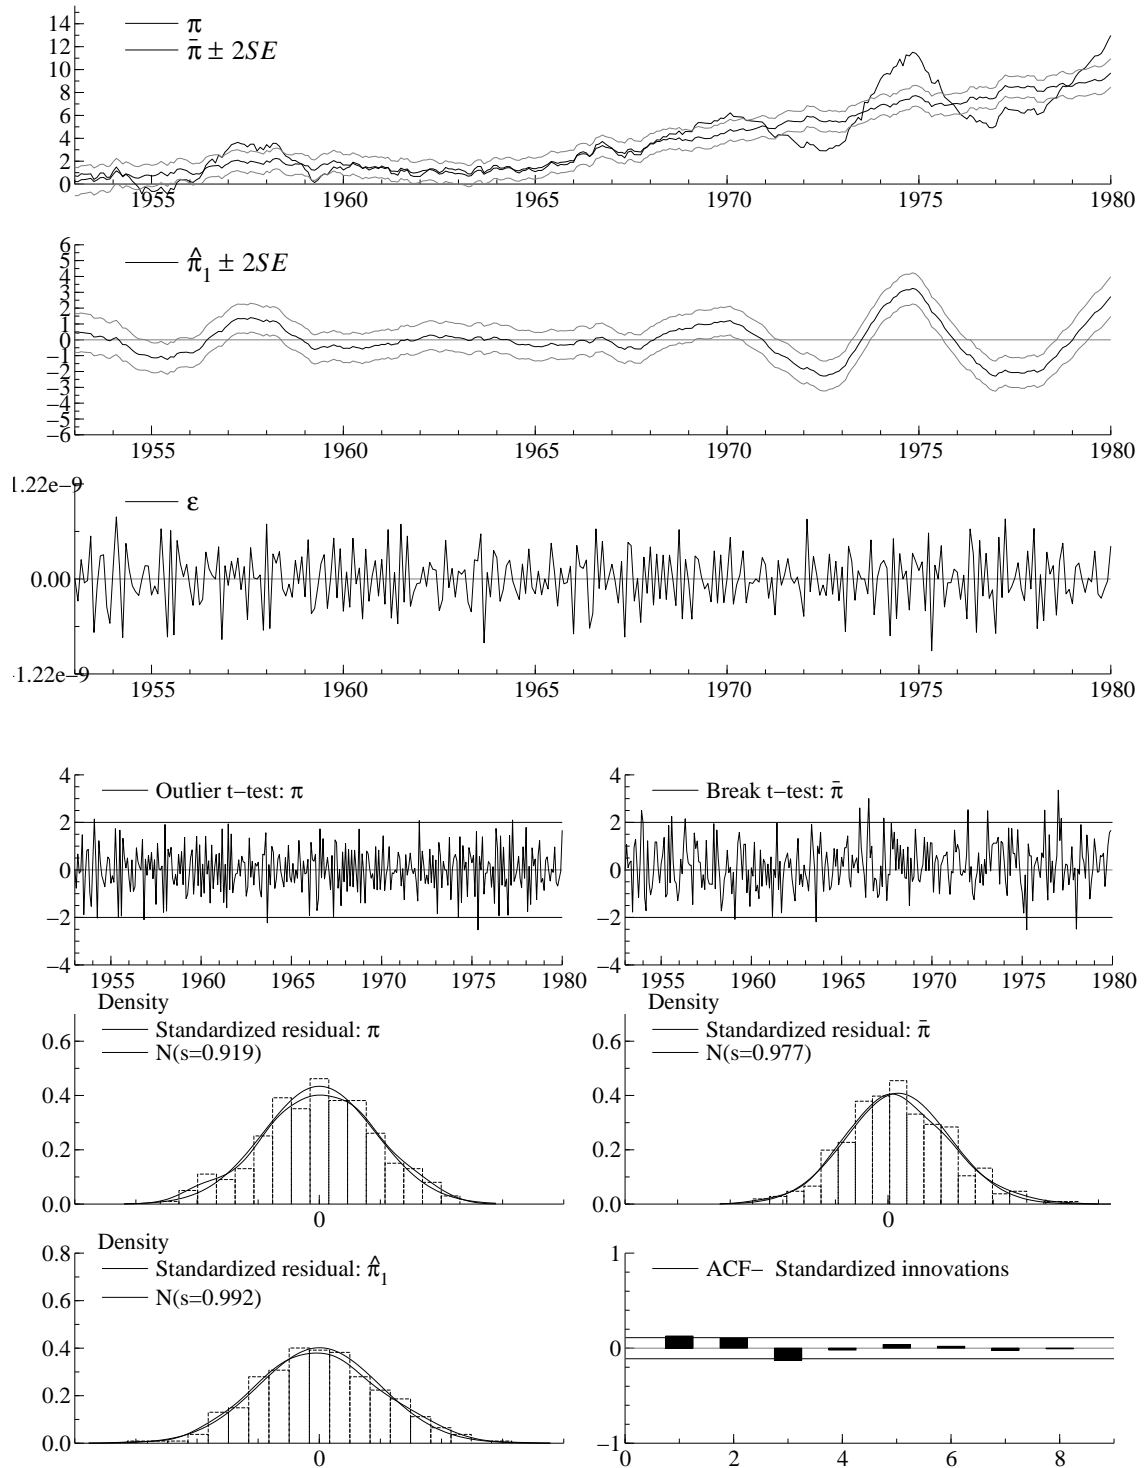 14
12
10
8
6
4
2
0
π
π̄ ± 2SE
1955 1960 1965 1970 1975 1980
6
5
4
3
2
1
0
−1
−2
−3
−4
−5
−6
π̂1 ± 2SE
1955 1960 1965 1970 1975 1980
1.22e−9
0.00
-1.22e−9
ε
1955 1960 1965 1970 1975 1980
4
2
0
−2
−4
Outlier t−test: π
1955 1960 1965 1970 1975 1980
4
2
0
−2
−4
Break t−test: π̄
1955 1960 1965 1970 1975 1980
Density
0.6
0.4
0.2
0.0
Standardized residual: π
N(s=0.919)
0
Density
0.6
0.4
0.2
0.0
Standardized residual: π̄
N(s=0.977)
0
Density
0.8
0.6
0.4
0.2
0.0
Standardized residual: π̂1
N(s=0.992)
0
1
0
−1
ACF− Standardized innovations
0 2 4 6 8